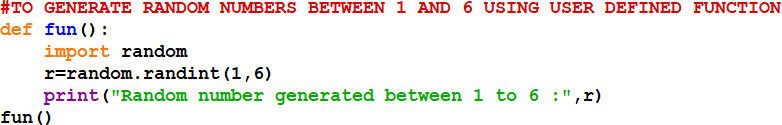 #TO GENERATE RANDOM NUMBERS BETWEEN 1 AND 6 USING USER DEFINED FUNCTION
def fun():
    import random
    r=random.randint(1,6)
    print("Random number generated between 1 to 6 :",r)
fun()